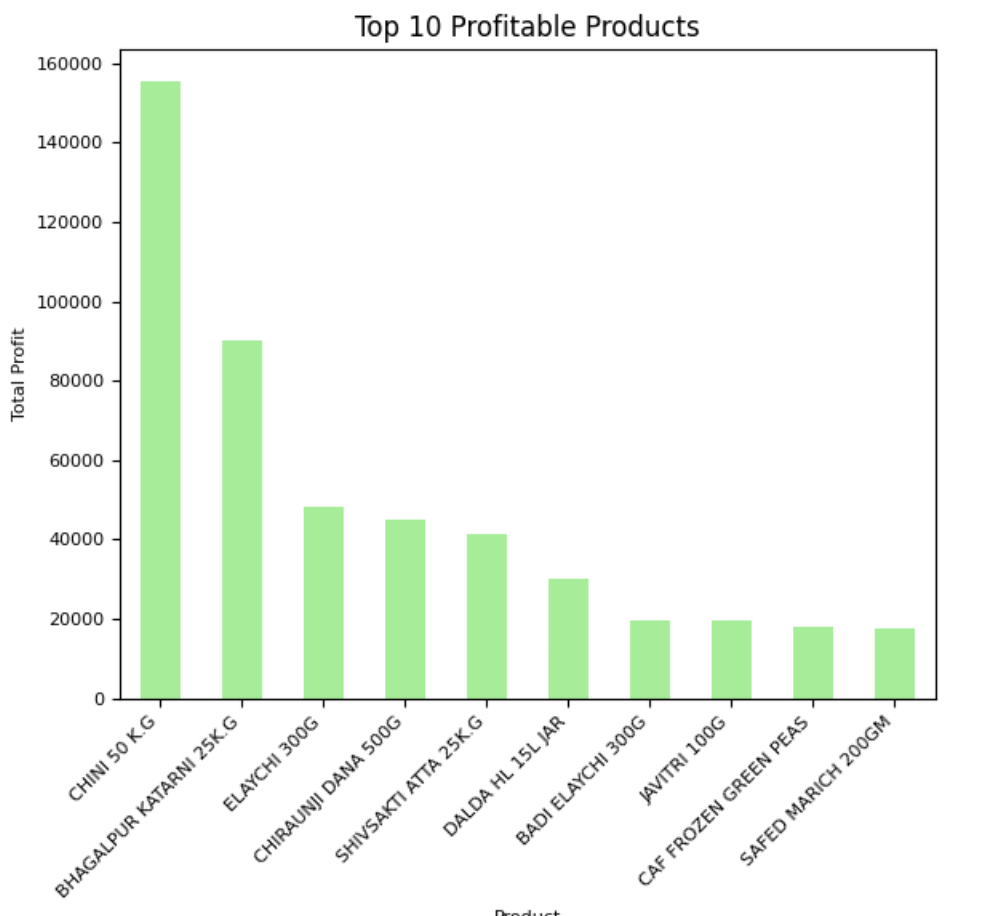 Top 10 Profitable Products
160000
140000
120000
100000
80000
60000
40000
20000
0
Total Profit
CHINI 50 K.G
BHAGALPUR KATARNI 25K.G
ELAYCHI 300G
CHIRAUNJI DANA 500G
SHIVSAKTI ATTA 25K.G
DALDA HL 15L JAR
BADI ELAYCHI 300G
JAVITRI 100G
CAF FROZEN GREEN PEAS
SAFED MARICH 200GM
Product